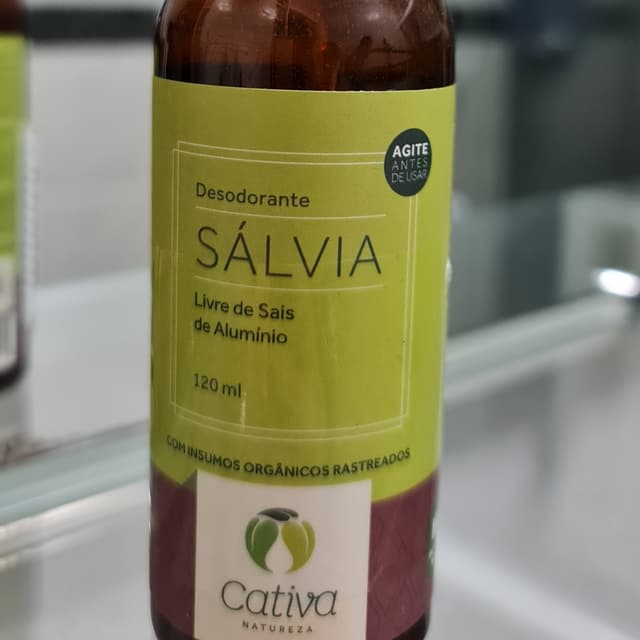 AGITE
ANTES
DE USAR
Desodorante
SÁLVIA
Livre de Sais
de Alumínio
120 ml
COM INSUMOS ORGÂNICOS RASTREADOS
Cativa
NATUREZA